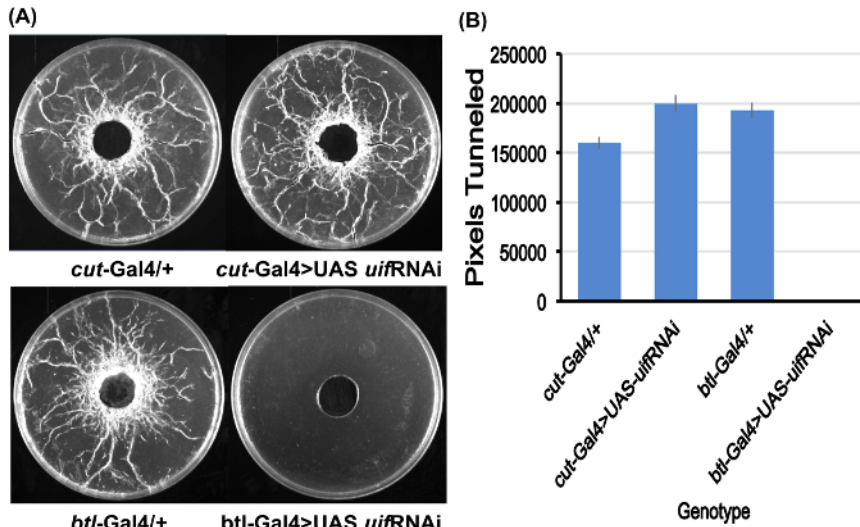 (A)
cut-Gal4/+
cut-Gal4>UAS uifRNAi
btl-Gal4/+
btl-Gal4>UAS uifRNAi
(B)
Pixels Tunneled
250000
200000
150000
100000
50000
0
cut-Gal4/+
cut-Gal4>UAS-uifRNAi
btl-Gal4/+
btl-Gal4>UAS-uifRNAi
Genotype